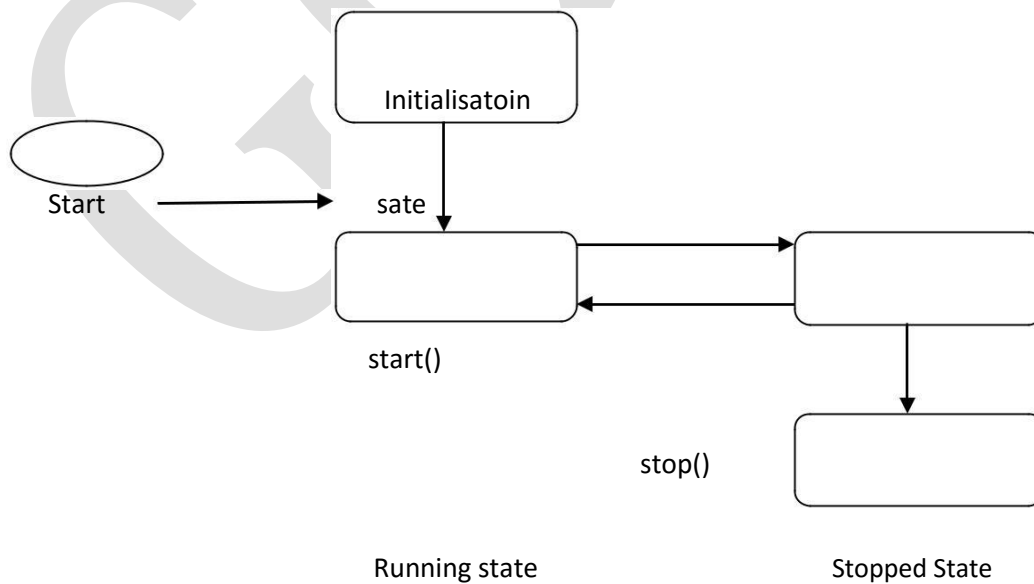 Initialisatoin
Start
sate
start()
stop()
Running state
Stopped State